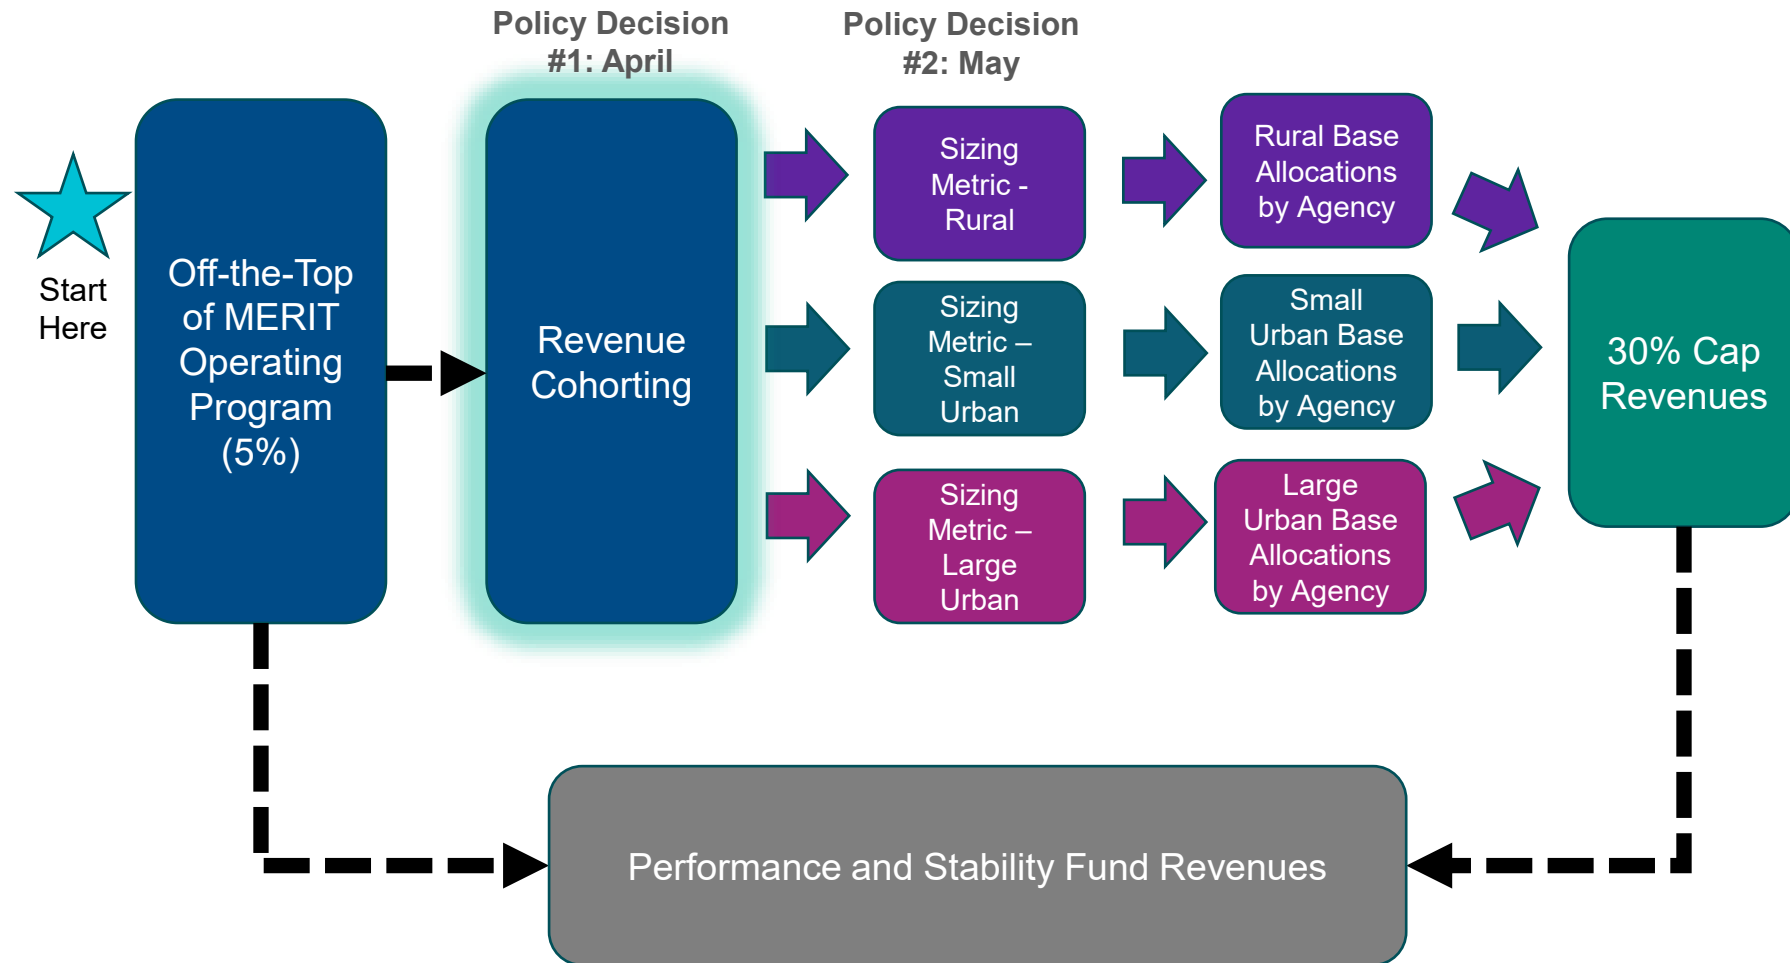 Policy Decision
#1: April
Policy Decision
#2: May
Start
Here
Off-the-Top
of MERIT
Operating
Program
(5%)
Revenue
Cohorting
Sizing
Metric -
Rural
Rural Base
Allocations
by Agency
Sizing
Metric –
Small
Urban
Small
Urban Base
Allocations
by Agency
Sizing
Metric –
Large
Urban
Large
Urban Base
Allocations
by Agency
30% Cap
Revenues
Performance and Stability Fund Revenues